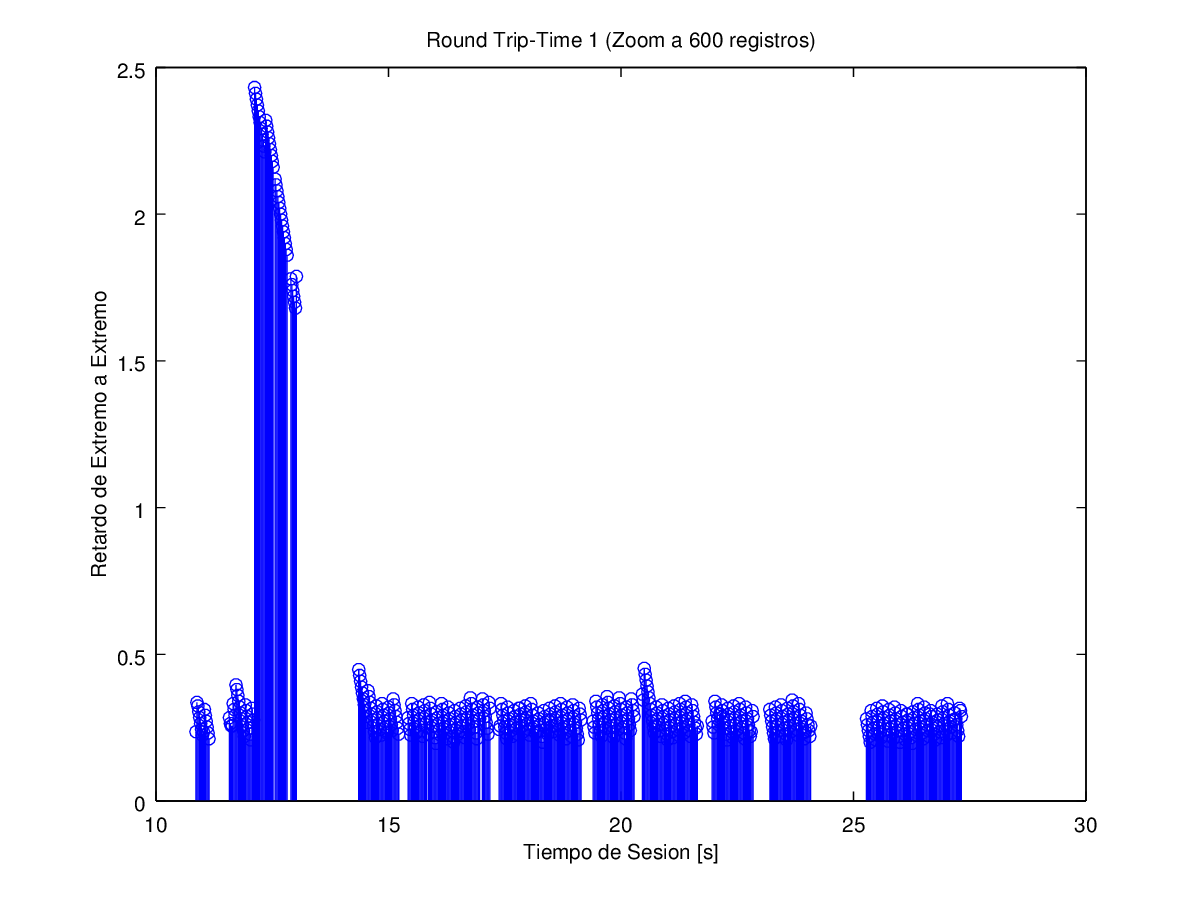 Round Trip-Time 1 (Zoom a 600 registros)
2.5
2
1.5
1
0.5
0
Retardo de Extremo a Extremo
10 15 20 25 30
Tiempo de Sesion [s]